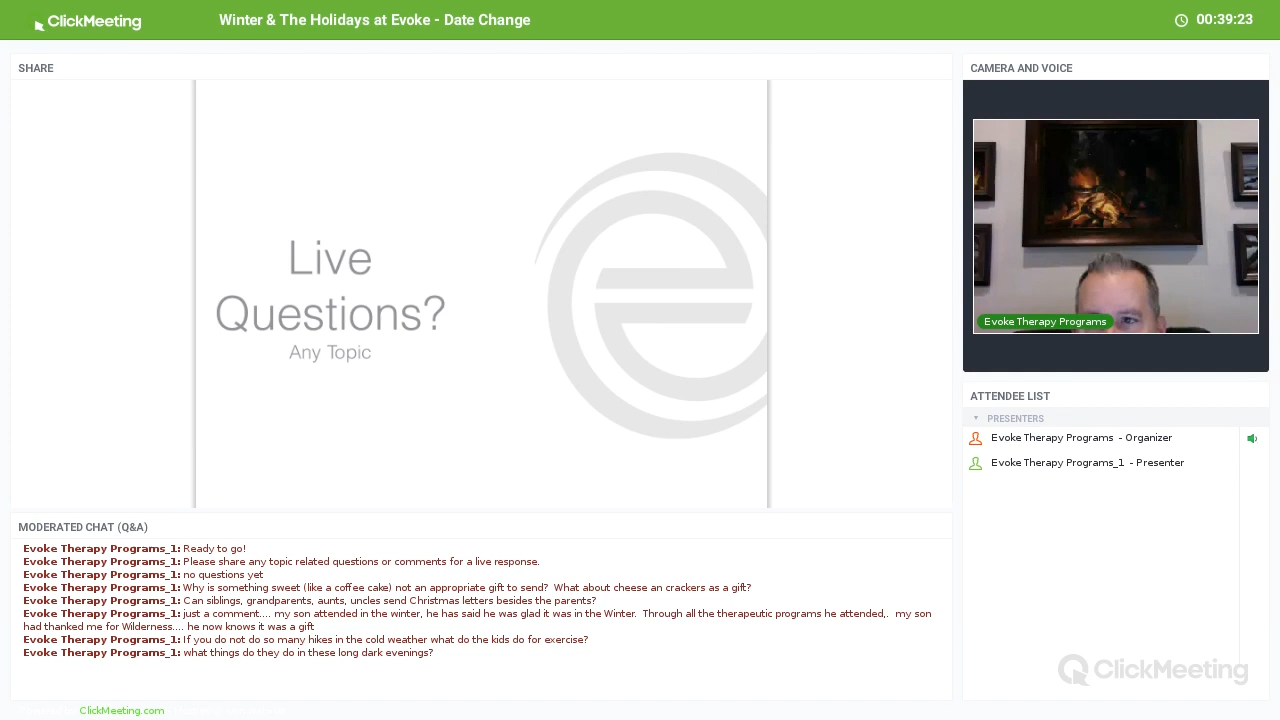 ClickMeeting
Winter & The Holidays at Evoke - Date Change
00:39:23
SHARE
Live
Questions?
Any Topic
CAMERA AND VOICE
Evoke Therapy Programs
ATTENDEE LIST
PRESENTERS
Evoke Therapy Programs - Organizer
Evoke Therapy Programs_1 - Presenter
MODERATED CHAT (Q&A)
Evoke Therapy Programs_1: Ready to go!
Evoke Therapy Programs_1: Please share any topic related questions or comments for a live response.
Evoke Therapy Programs_1: no questions yet
Evoke Therapy Programs_1: Why is something sweet (like a coffee cake) not an appropriate gift to send?  What about cheese an crackers as a gift?
Evoke Therapy Programs_1: Can siblings, grandparents, aunts, uncles send Christmas letters besides the parents?
Evoke Therapy Programs_1: just a comment.... my son attended in the winter, he has said he was glad it was in the Winter.  Through all the therapeutic programs he attended,.  my son
had thanked me for Wilderness.... he now knows it was a gift
Evoke Therapy Programs_1: If you do not do so many hikes in the cold weather what do the kids do for exercise?
Evoke Therapy Programs_1: what things do they do in these long dark evenings?
ClickMeeting
ClickMeeting.com